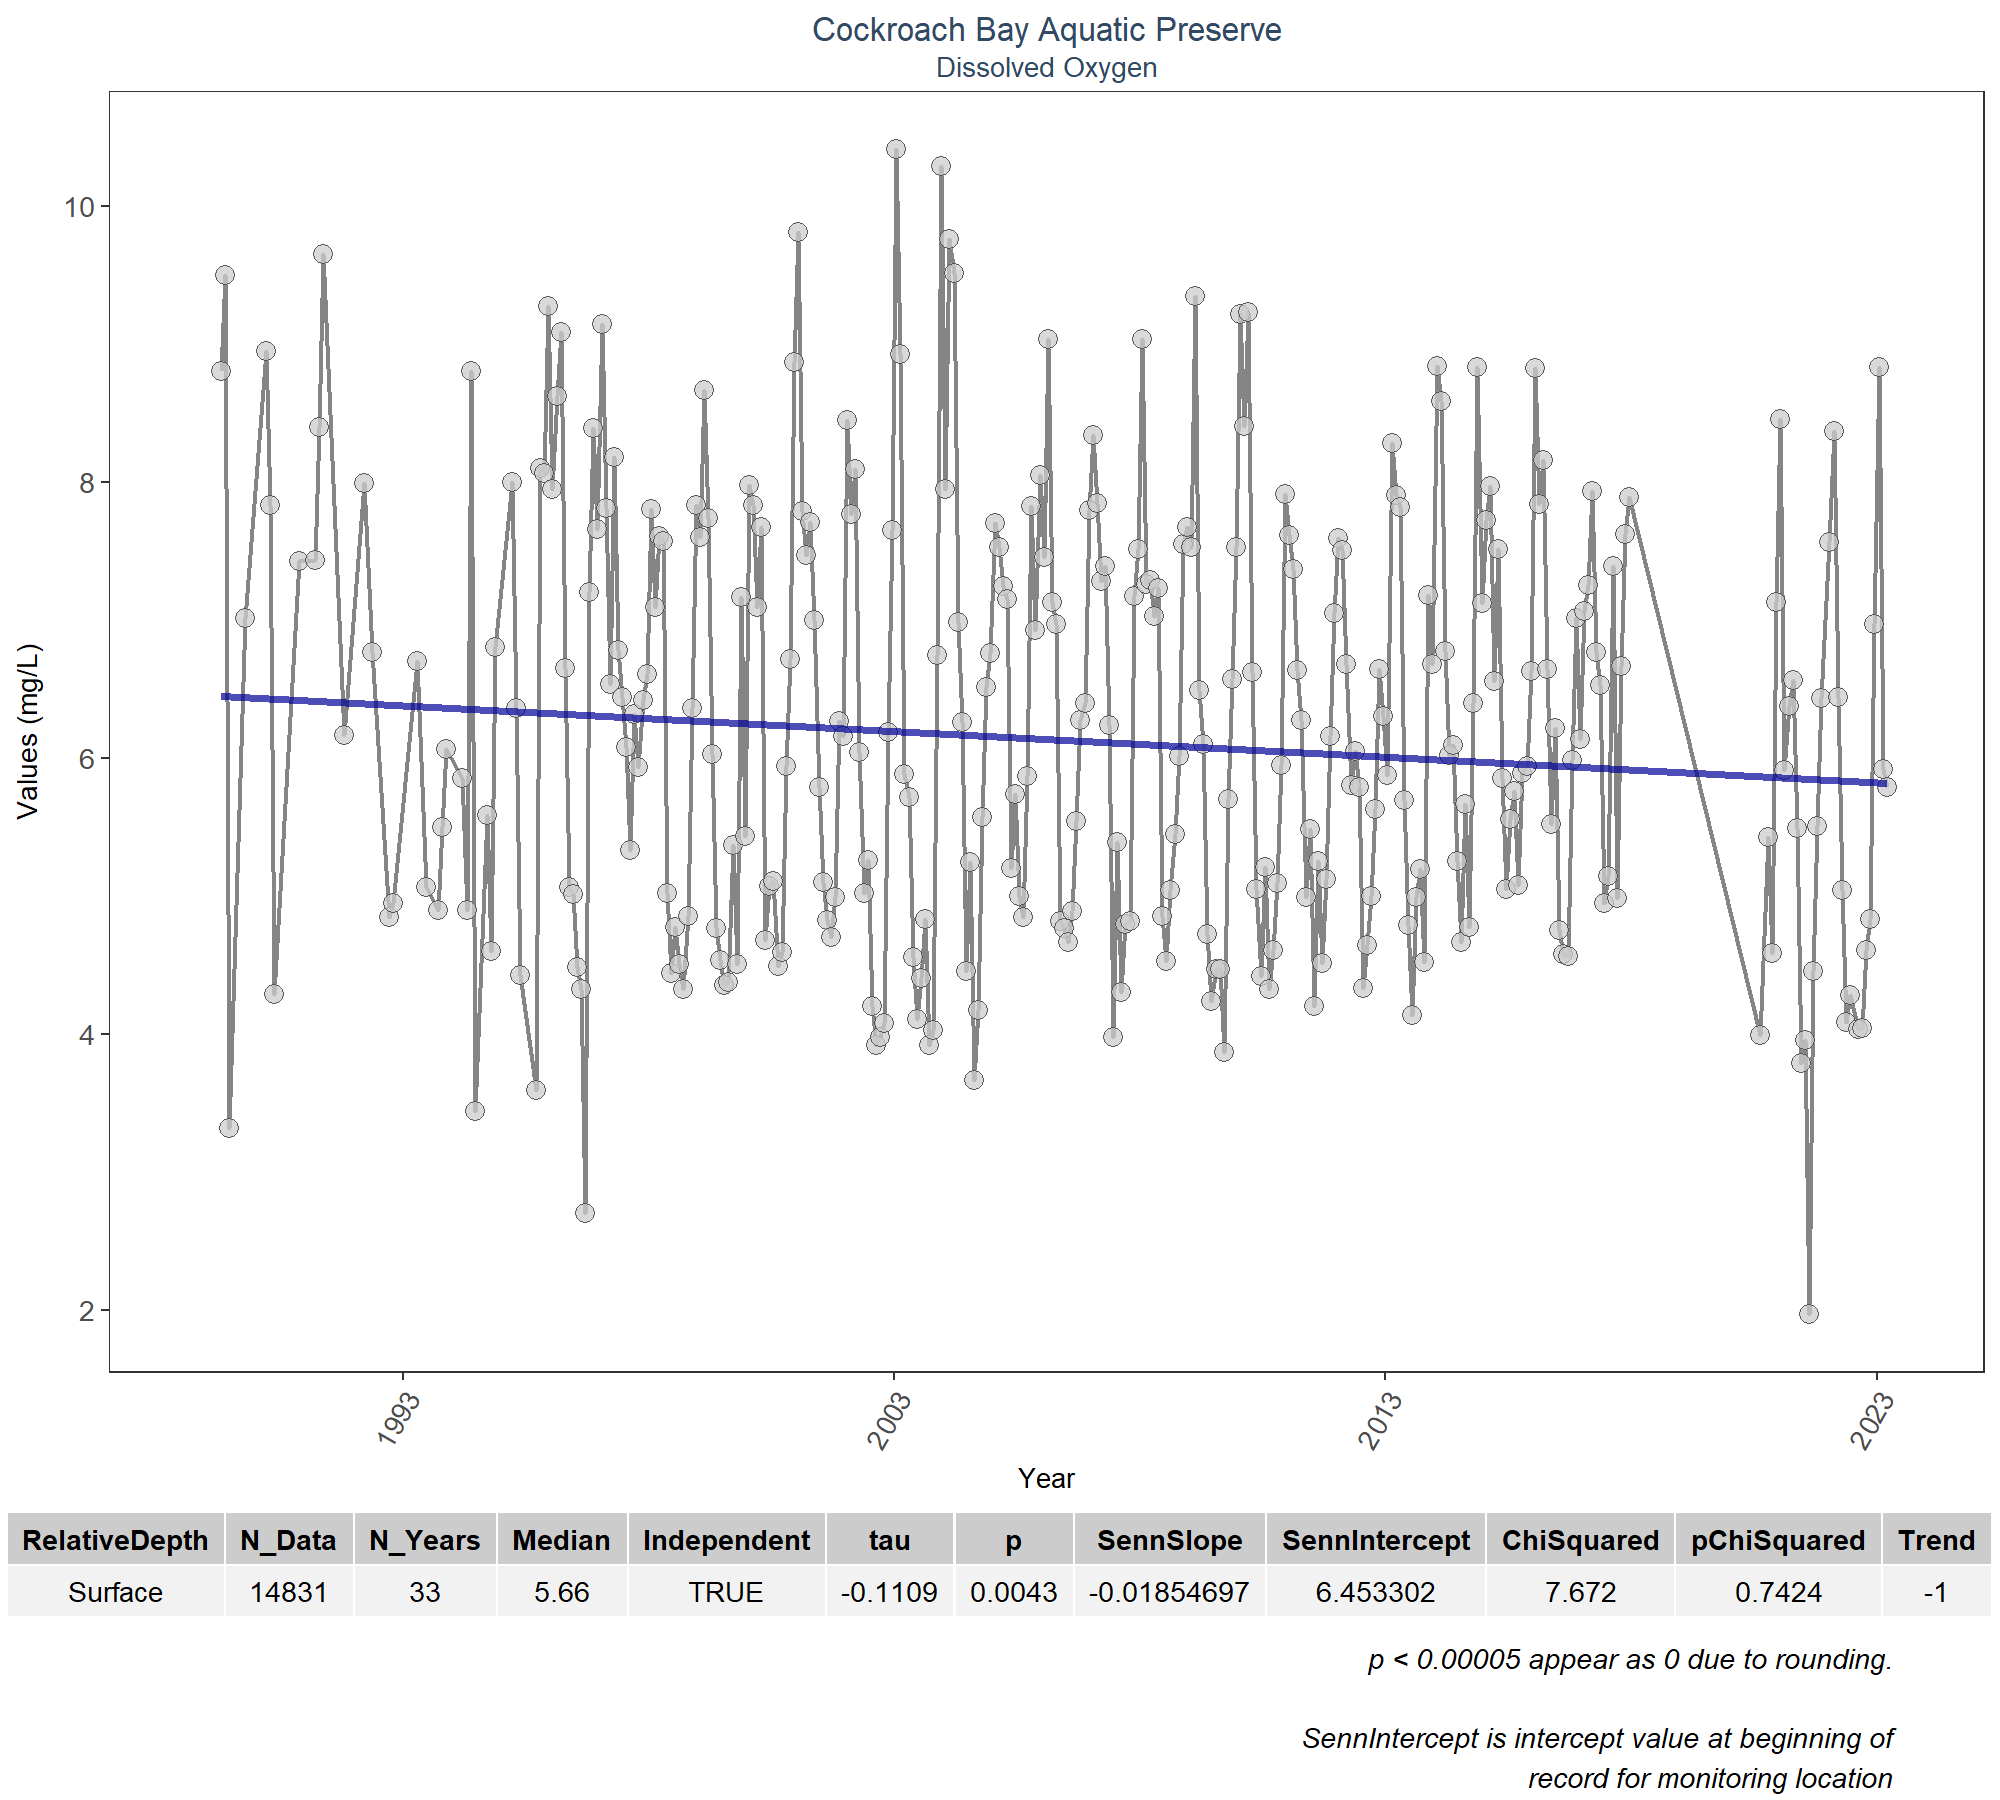 Cockroach Bay Aquatic Preserve
Dissolved Oxygen
Values (mg/L)
10
8
6
4
2
1993 2003 2013 2023
Year
RelativeDepth N_Data N_Years Median Independent tau p SennSlope SennIntercept ChiSquared pChiSquared Trend
Surface 14831 33 5.66 TRUE -0.1109 0.0043 -0.01854697 6.453302 7.672 0.7424 -1
p < 0.00005 appear as 0 due to rounding.
SennIntercept is intercept value at beginning of
record for monitoring location